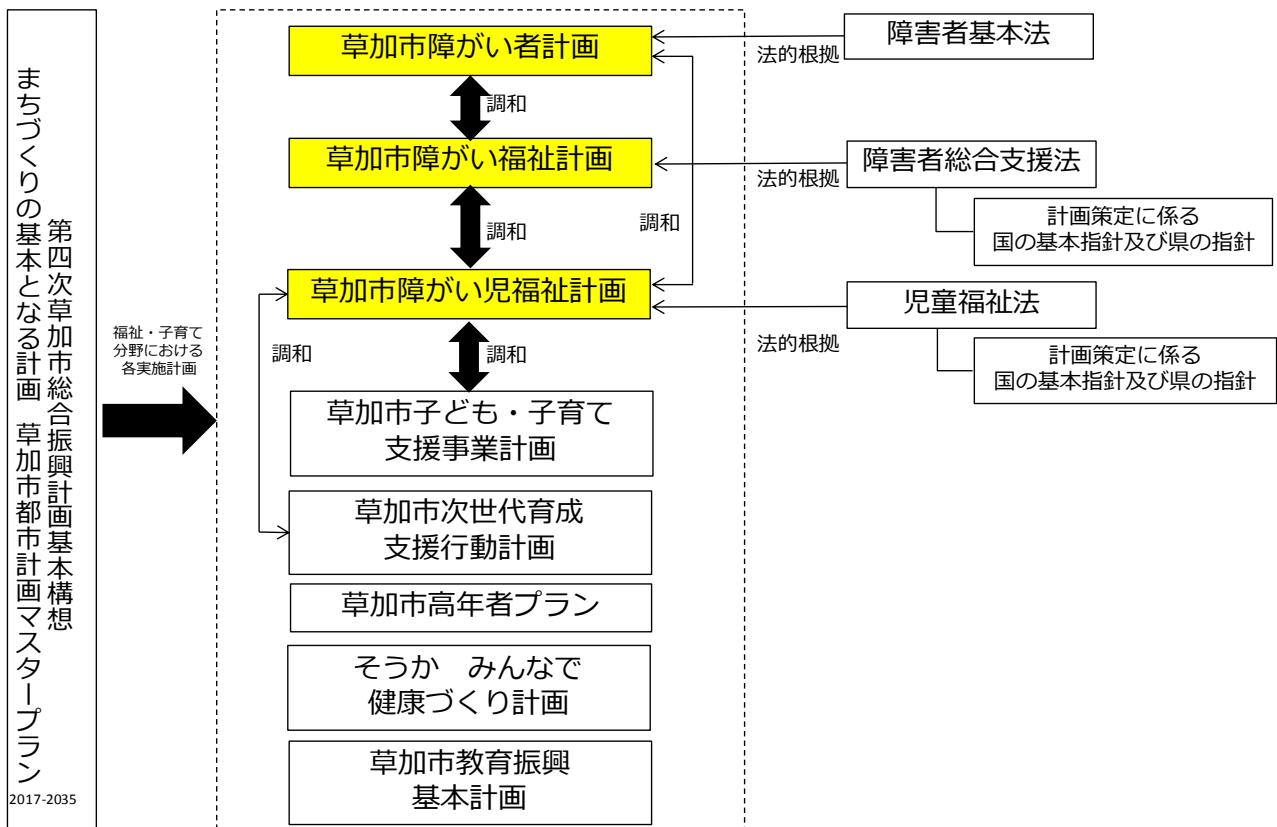 第四次草加市総合振興計画基本構想
まちづくりの基本となる計画 草加市都市計画マスタープラン
2017-2035
福祉・子育て
分野における
各実施計画
草加市障がい者計画
調和
草加市障がい福祉計画
調和
調和
草加市障がい児福祉計画
調和
調和
草加市子ども・子育て
支援事業計画
草加市次世代育成
支援行動計画
草加市高年者プラン
そうか みんなで
健康づくり計画
草加市教育振興
基本計画
法的根拠
障害者基本法
法的根拠
障害者総合支援法
計画策定に係る
国の基本指針及び県の指針
法的根拠
児童福祉法
計画策定に係る
国の基本指針及び県の指針